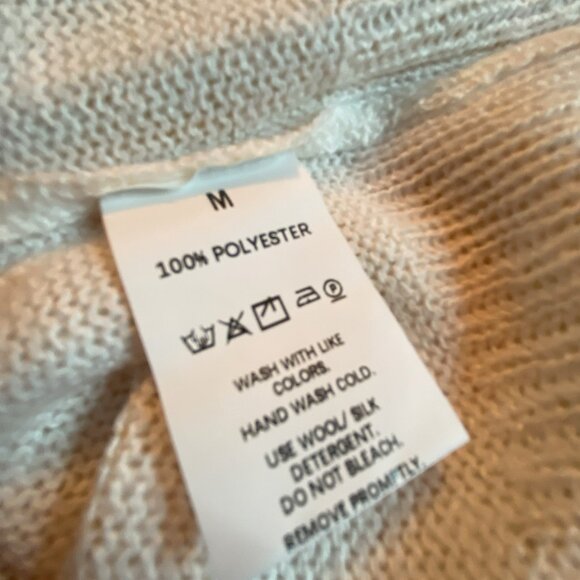 M
100% POLYESTER
P
WASH WITH LIKE
COLORS.
HAND WASH COLD.
USE WOOL/ SILK
DETERGENT.
DO NOT BLEACH.
REMOVE PROMPTLY.